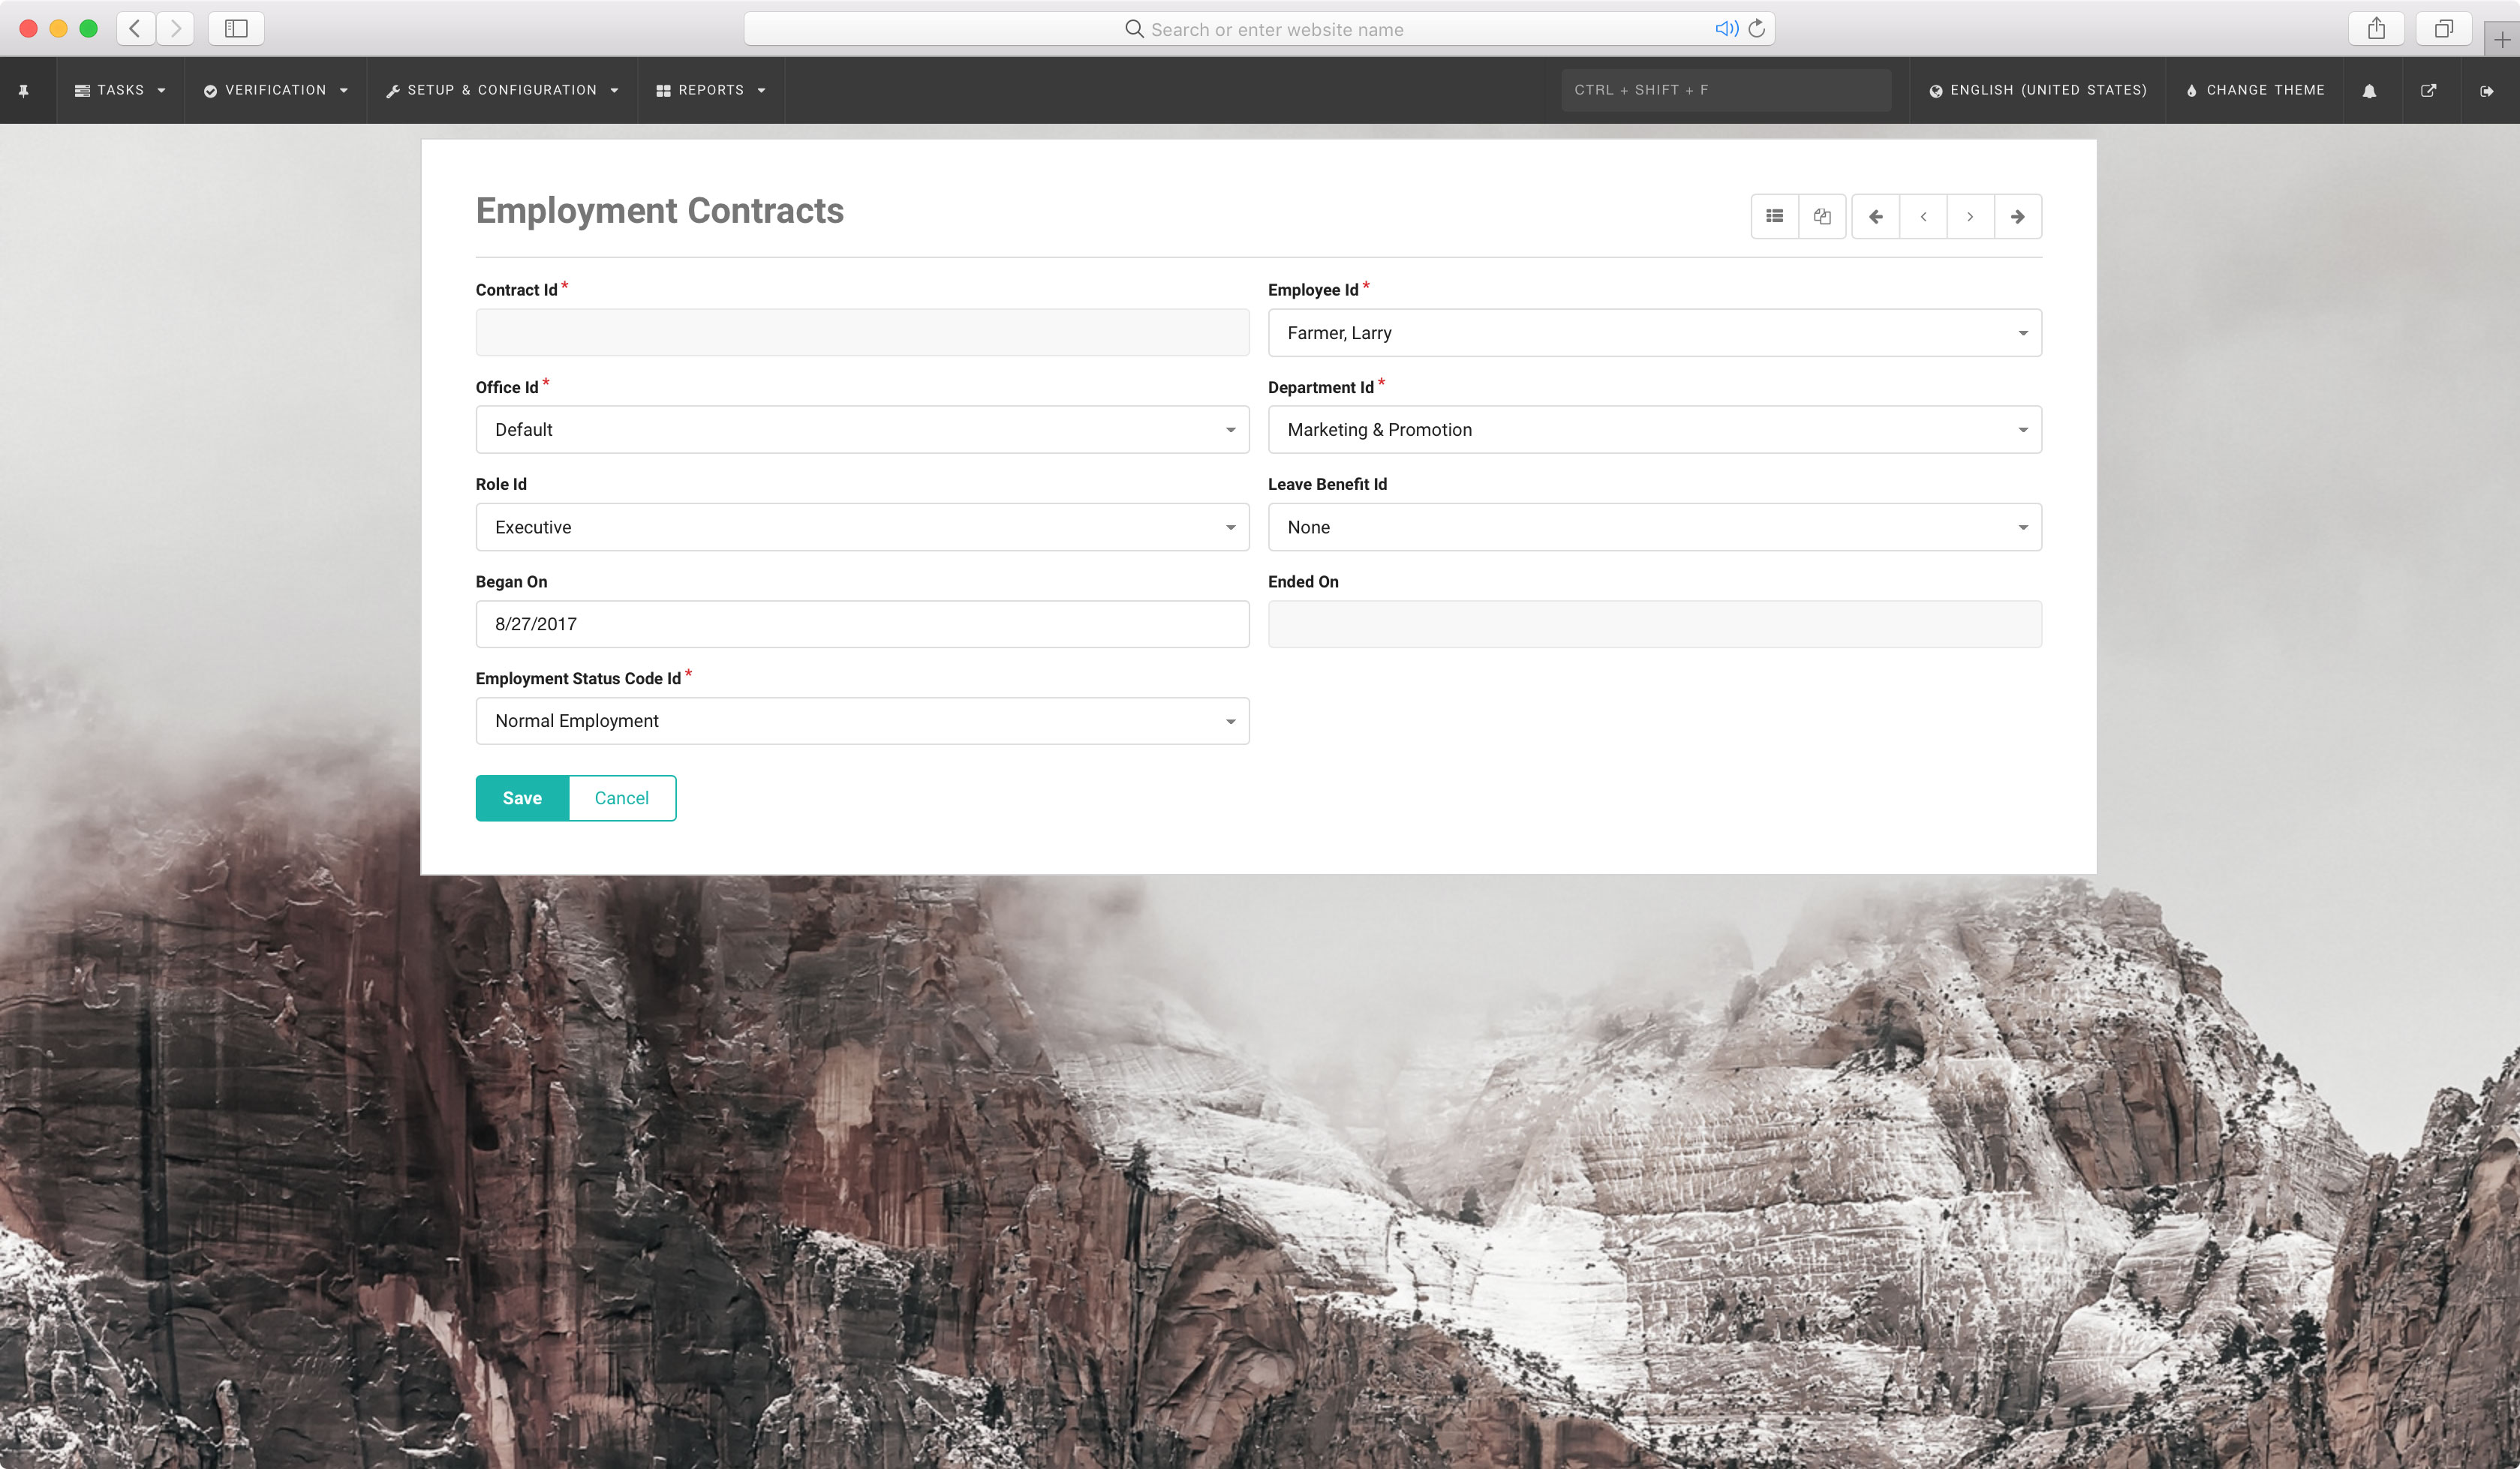 Search or enter website name
TASKS VERIFICATION SETUP & CONFIGURATION REPORTS CTRL + SHIFT + F ENGLISH (UNITED STATES) CHANGE THEME
Employment Contracts
Contract Id * Employee Id *
Farmer, Larry
Office Id * Department Id *
Default Marketing & Promotion
Role Id Leave Benefit Id
Executive None
Began On Ended On
8/27/2017
Employment Status Code Id *
Normal Employment
Save Cancel